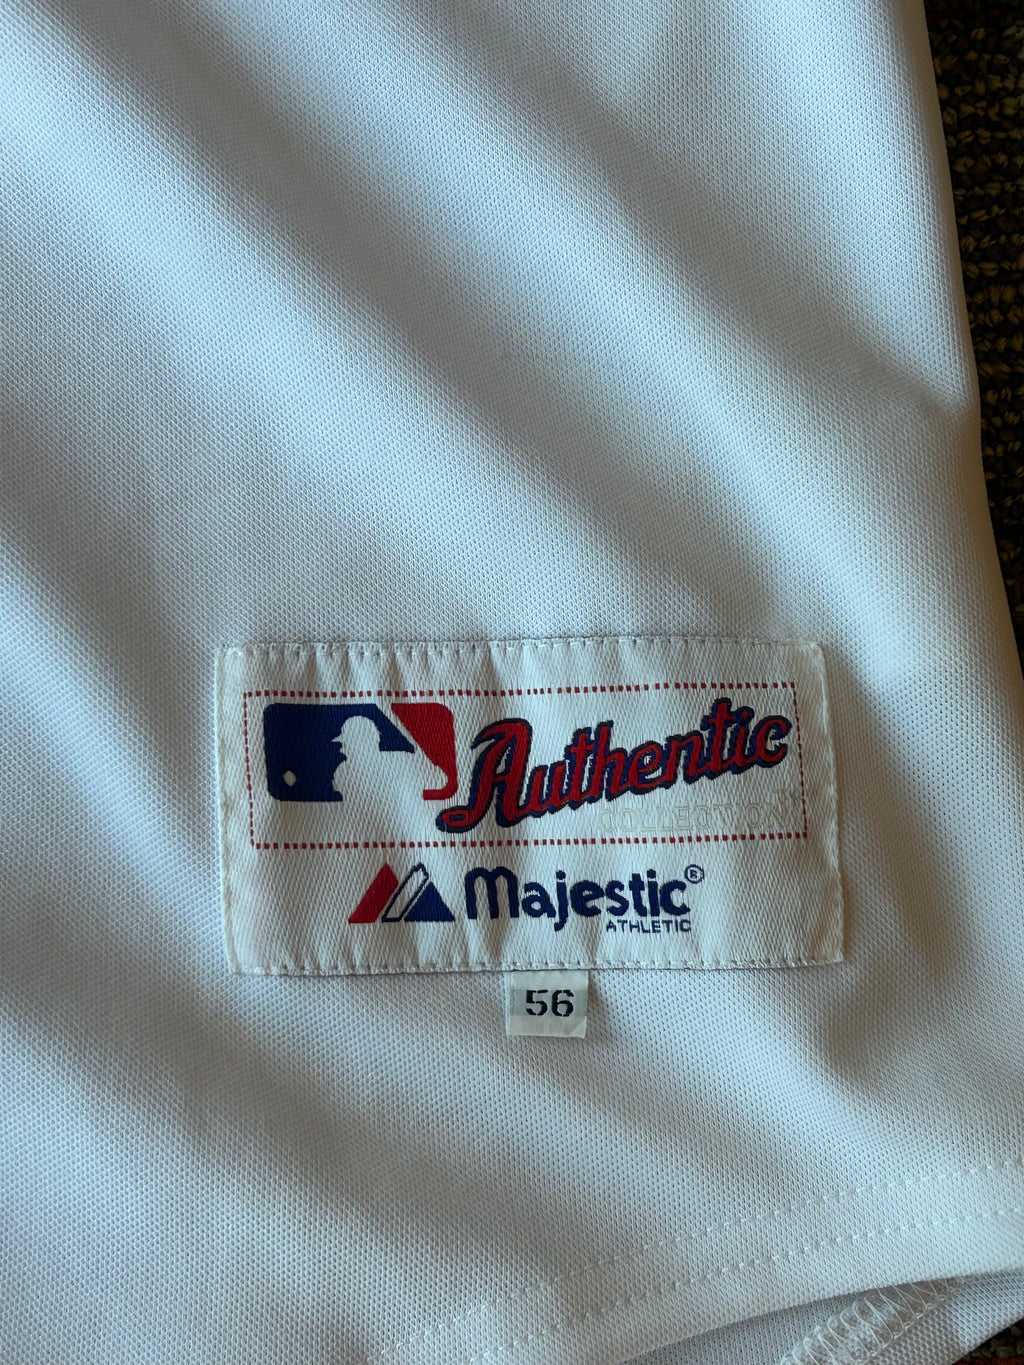 Authentic
COLLECTION
Majestic®
ATHLETIC
56